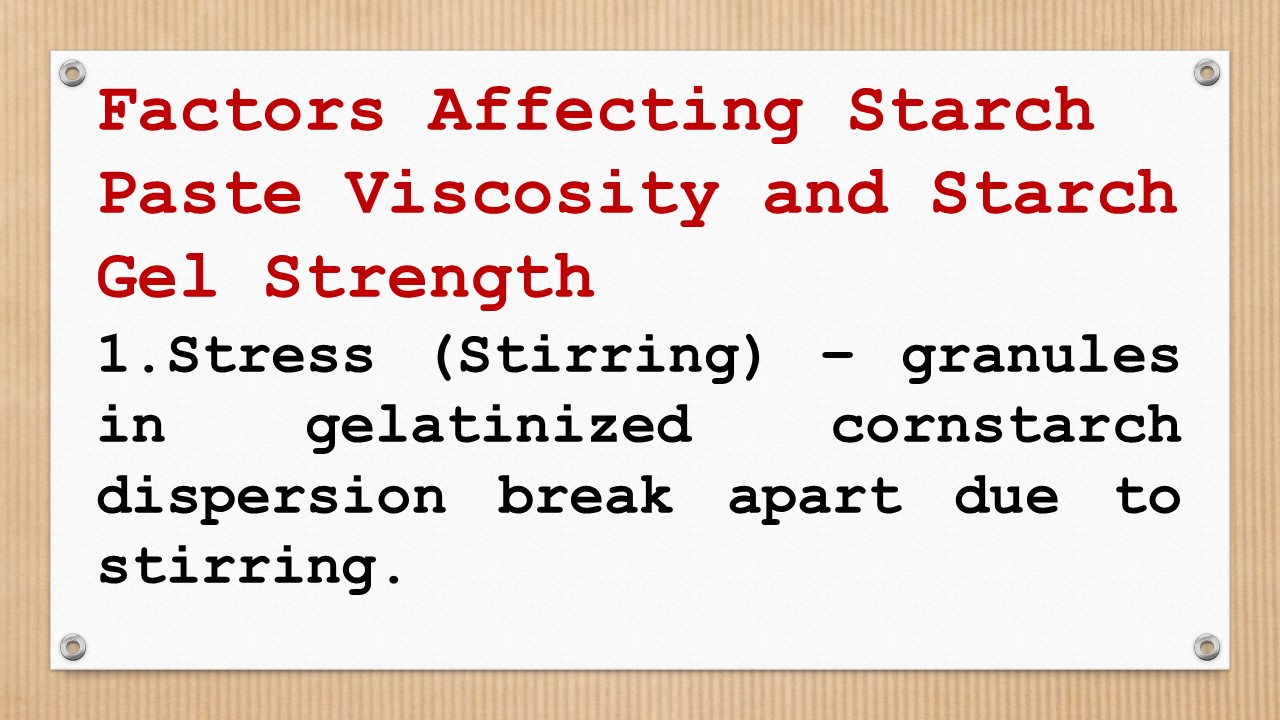 Factors Affecting Starch
Paste Viscosity and Starch
Gel Strength
1.Stress (Stirring) – granules
in gelatinized cornstarch
dispersion break apart due to
stirring.